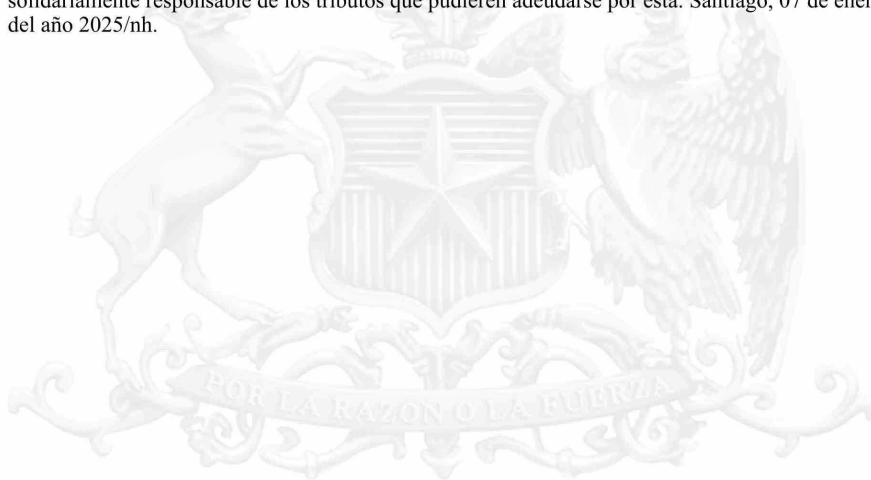 solidariamente responsable de los tributos que pudieren adeudarse por ésta. Santiago, 07 de
del año 2025/nh.
POR LA RAZON O LA FUERZA